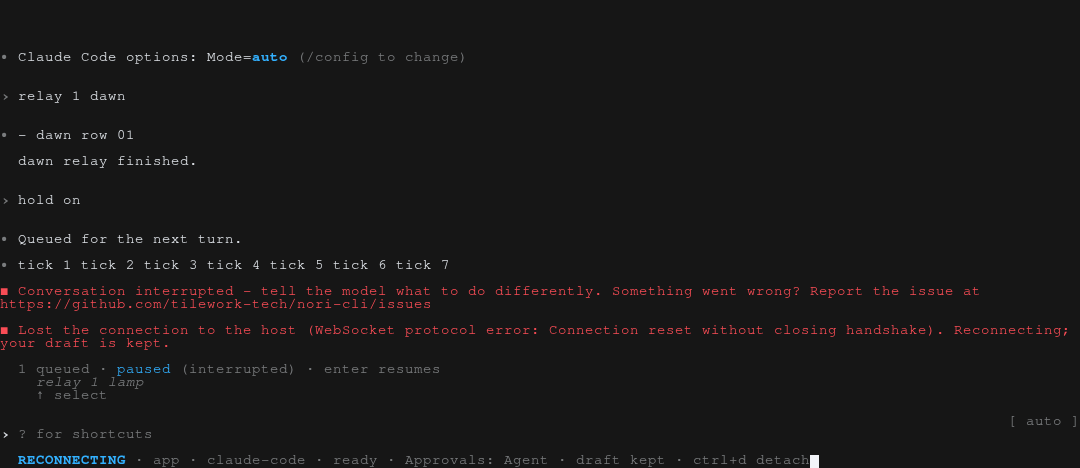 • Claude Code options: Mode=auto (/config to change)
› relay 1 dawn
• - dawn row 01
dawn relay finished.
› hold on
• Queued for the next turn.
• tick 1 tick 2 tick 3 tick 4 tick 5 tick 6 tick 7
■ Conversation interrupted - tell the model what to do differently. Something went wrong? Report the issue at
https://github.com/tilework-tech/nori-cli/issues
■ Lost the connection to the host (WebSocket protocol error: Connection reset without closing handshake). Reconnecting;
your draft is kept.
1 queued · paused (interrupted) · enter resumes
relay 1 lamp
↑ select
[ auto ]
› ? for shortcuts
RECONNECTING · app · claude-code · ready · Approvals: Agent · draft kept · ctrl+d detach